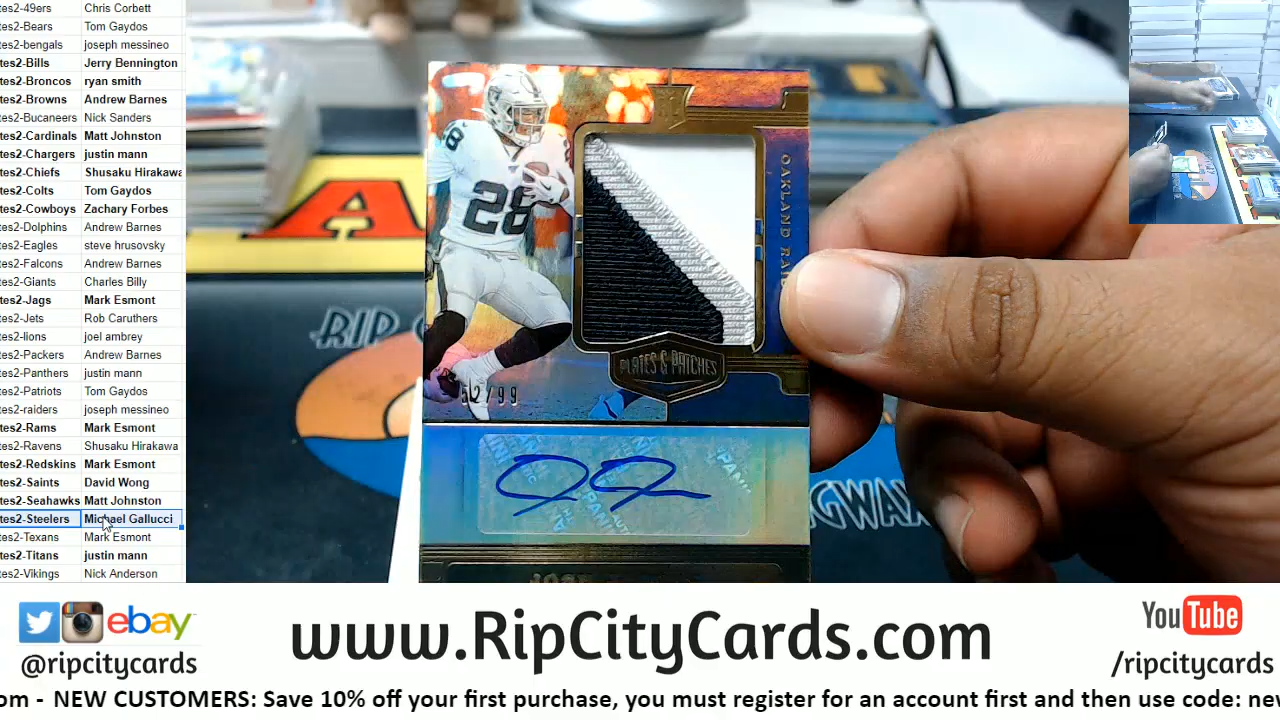 tes2-49ers Chris Corbett
tes2-Bears Tom Gaydos
tes2-bengals joseph messineo
tes2-Bills Jerry Bennington
tes2-Broncos ryan smith
tes2-Browns Andrew Barnes
tes2-Bucaneers Nick Sanders
tes2-Cardinals Matt Johnston
tes2-Chargers justin mann
tes2-Chiefs Shusaku Hirakawa
tes2-Colts Tom Gaydos
tes2-Cowboys Zachary Forbes
tes2-Dolphins Andrew Barnes
tes2-Eagles steve hrusovsky
tes2-Falcons Andrew Barnes
tes2-Giants Charles Billy
tes2-Jags Mark Esmont
tes2-Jets Rob Caruthers
tes2-lions joel ambrey
tes2-Packers Andrew Barnes
tes2-Panthers justin mann
tes2-Patriots Tom Gaydos
tes2-raiders joseph messineo
tes2-Rams Mark Esmont
tes2-Ravens Shusaku Hirakawa
tes2-Redskins Mark Esmont
tes2-Saints David Wong
tes2-Seahawks Matt Johnston
tes2-Steelers Michael Gallucci
tes2-Texans Mark Esmont
tes2-Titans justin mann
tes2-Vikings Nick Anderson
28
OAKLAND RA
PLATES & PATCHES
52/99
RIP
ebay
@ripcitycards
www.RipCityCards.com
YouTube
/ripcitycards
om - NEW CUSTOMERS: Save 10% off your first purchase, you must register for an account first and then use code: nev